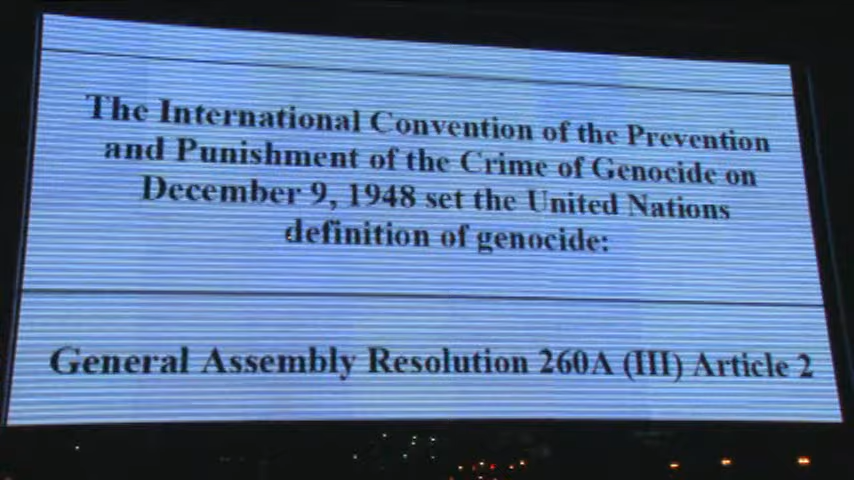 The International Convention of the Prevention
and Punishment of the Crime of Genocide on
December 9, 1948 set the United Nations
definition of genocide:
General Assembly Resolution 260A (III) Article 2